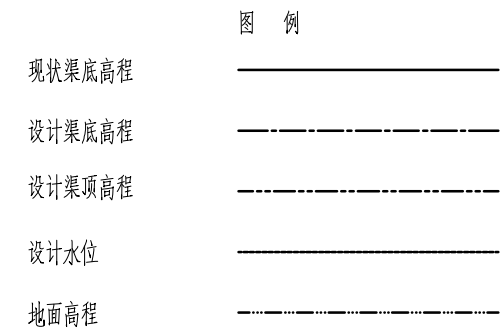 图 例
现状渠底高程
设计渠底高程
设计渠顶高程
设计水位
地面高程